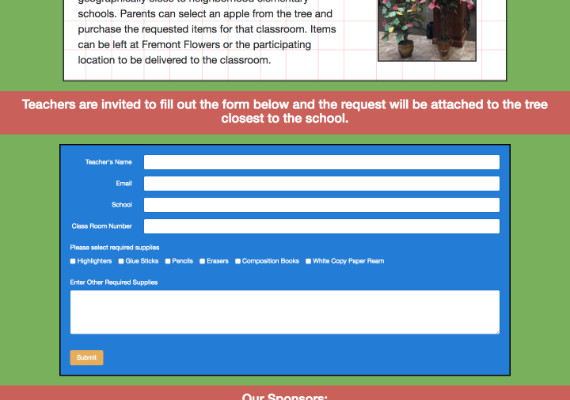 geographically close to neighborhood elementary
schools. Parents can select an apple from the tree and
purchase the requested items for that classroom. Items
can be left at Fremont Flowers or the participating
location to be delivered to the classroom.
Teachers are invited to fill out the form below and the request will be attached to the tree
closest to the school.
Teacher's Name
Email
School
Class Room Number
Please select required supplies
Highlighters Glue Sticks Pencils Erasers Composition Books White Copy Paper Ream
Enter Other Required Supplies
Submit
Our Sponsors: